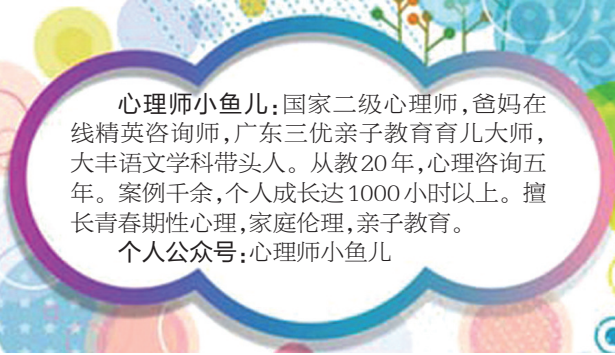 心理师小鱼儿:国家二级心理师,爸妈在
线精英咨询师,广东三优亲子教育育儿大师,
大丰语文学科带头人。从教20年,心理咨询五
年。案例千余,个人成长达1000小时以上。擅
长青春期性心理,家庭伦理,亲子教育。
个人公众号:心理师小鱼儿